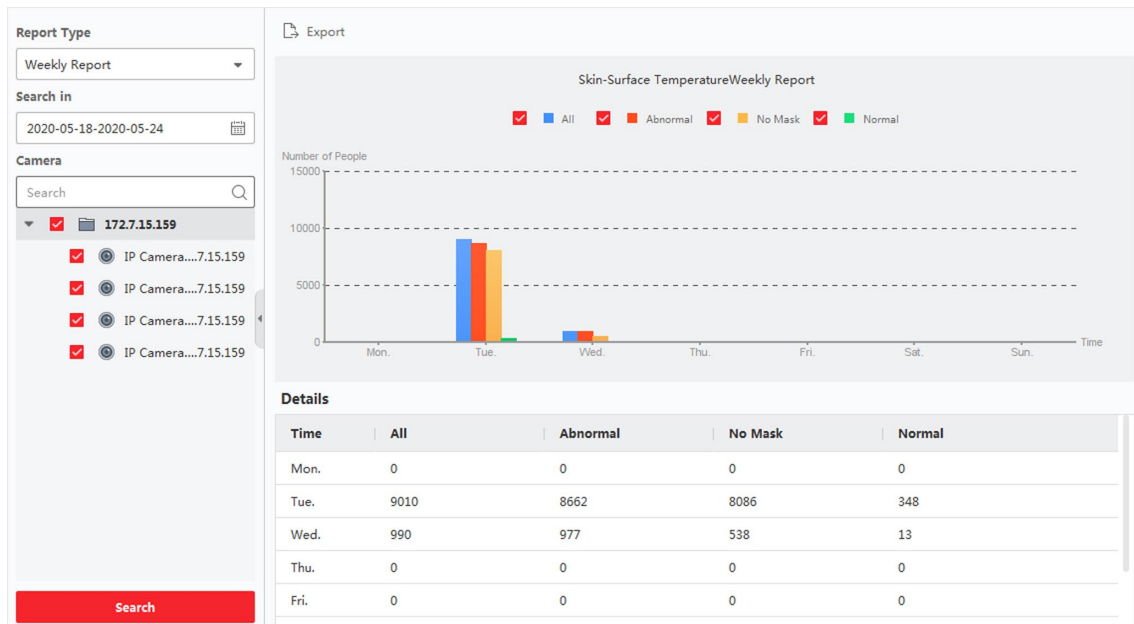 Report Type
Weekly Report
Search in
2020-05-18-2020-05-24
Camera
Search
172.7.15.159
IP Camera....7.15.159
IP Camera....7.15.159
IP Camera....7.15.159
IP Camera....7.15.159
Search
Export
Skin-Surface TemperatureWeekly Report
All Abnormal No Mask Normal
Number of People
15000
10000
5000
0
Mon. Tue. Wed. Thu. Fri. Sat. Sun. Time
Details
Time All Abnormal No Mask Normal
Mon. 0 0 0 0
Tue. 9010 8662 8086 348
Wed. 990 977 538 13
Thu. 0 0 0 0
Fri. 0 0 0 0